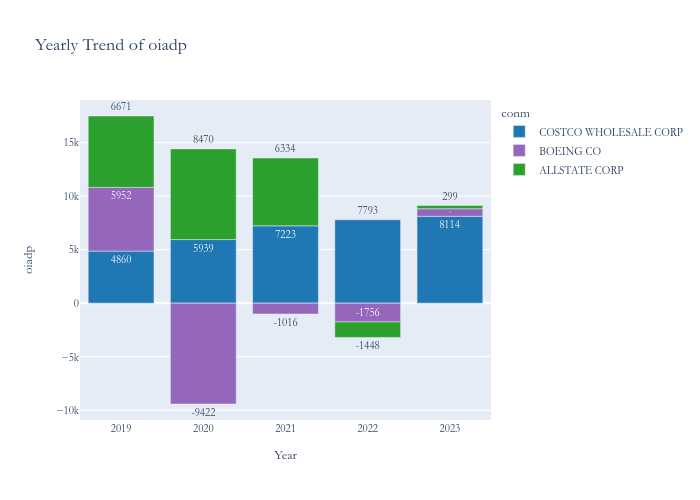 Yearly Trend of oiadp
conm
COSTCO WHOLESALE CORP
BOEING CO
ALLSTATE CORP
oiadp
15k
10k
5k
0
−5k
−10k
6671
5952
4860
8470
5939
-9422
6334
7223
-1016
7793
-1756
-1448
299
8114
2019
2020
2021
2022
2023
Year